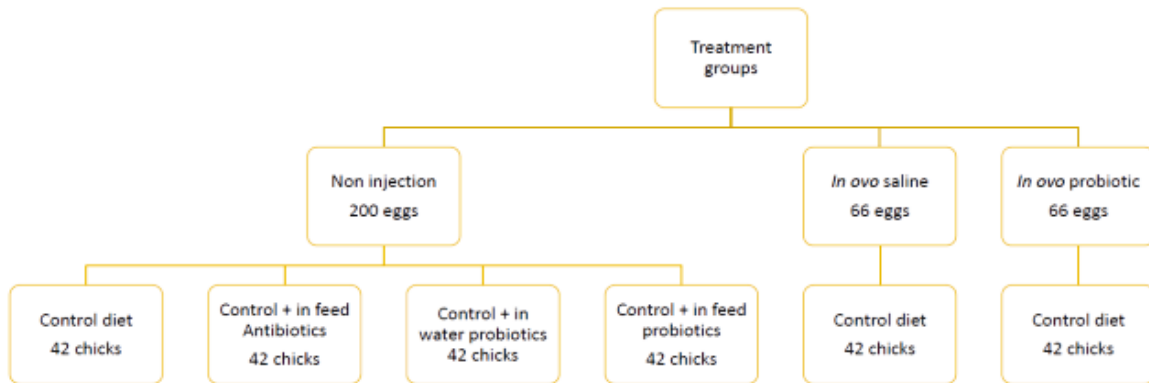 Treatment
groups
Non injection
200 eggs
In ovo saline
66 eggs
In ovo probiotic
66 eggs
Control diet
42 chicks
Control + in feed
Antibiotics
42 chicks
Control + in
water probiotics
42 chicks
Control + in feed
probiotics
42 chicks
Control diet
42 chicks
Control diet
42 chicks